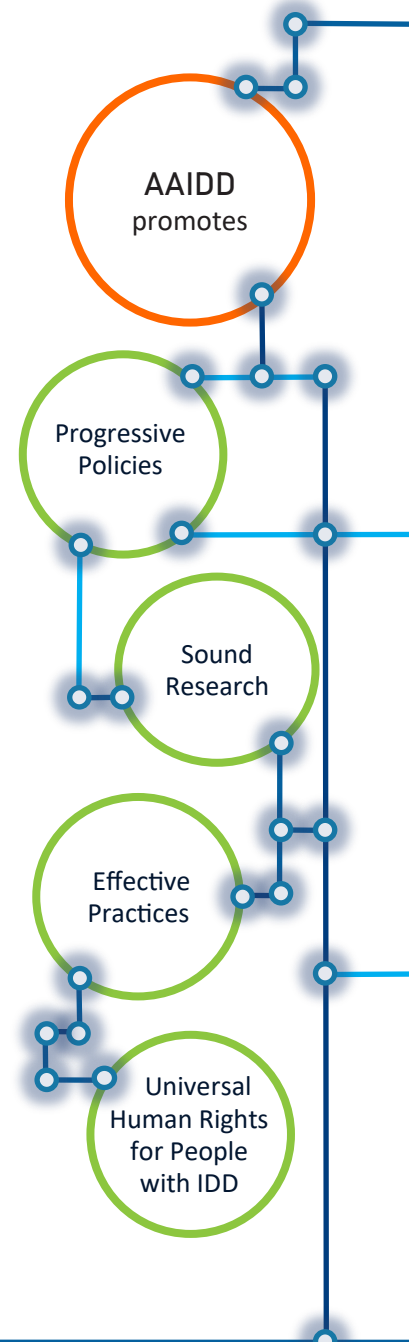 AAIDD
promotes
Progressive
Policies
Sound
Research
Effective
Practices
Universal
Human Rights
for People
with IDD